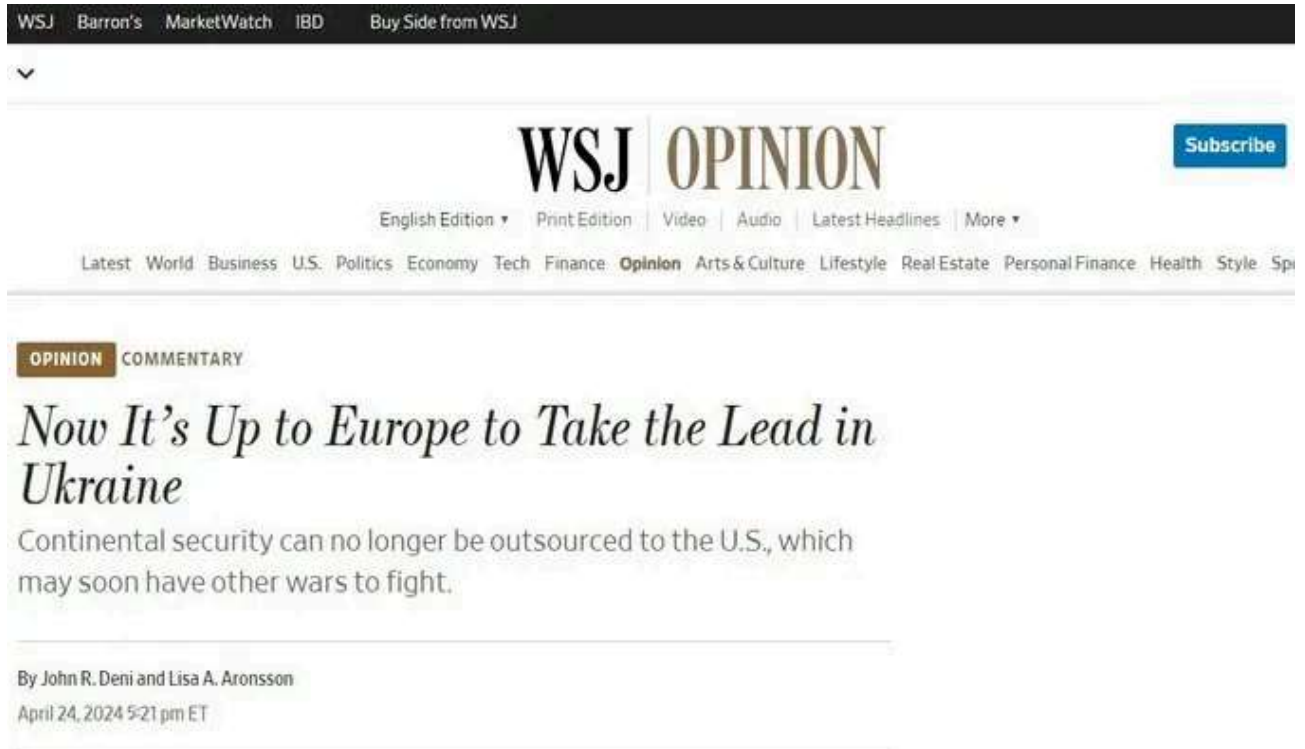 WSJ Barron's MarketWatch IBD Buy Side from WSJ
WSJ OPINION
Subscribe
English Edition Print Edition Video Audio Latest Headlines More
Latest World Business U.S. Politics Economy Tech Finance Opinion Arts & Culture Lifestyle Real Estate Personal Finance Health Style Spo
OPINION COMMENTARY
Now It's Up to Europe to Take the Lead in
Ukraine
Continental security can no longer be outsourced to the U.S., which
may soon have other wars to fight.
By John R. Deni and Lisa A. Aronsson
April 24, 2024 5:21 pm ET